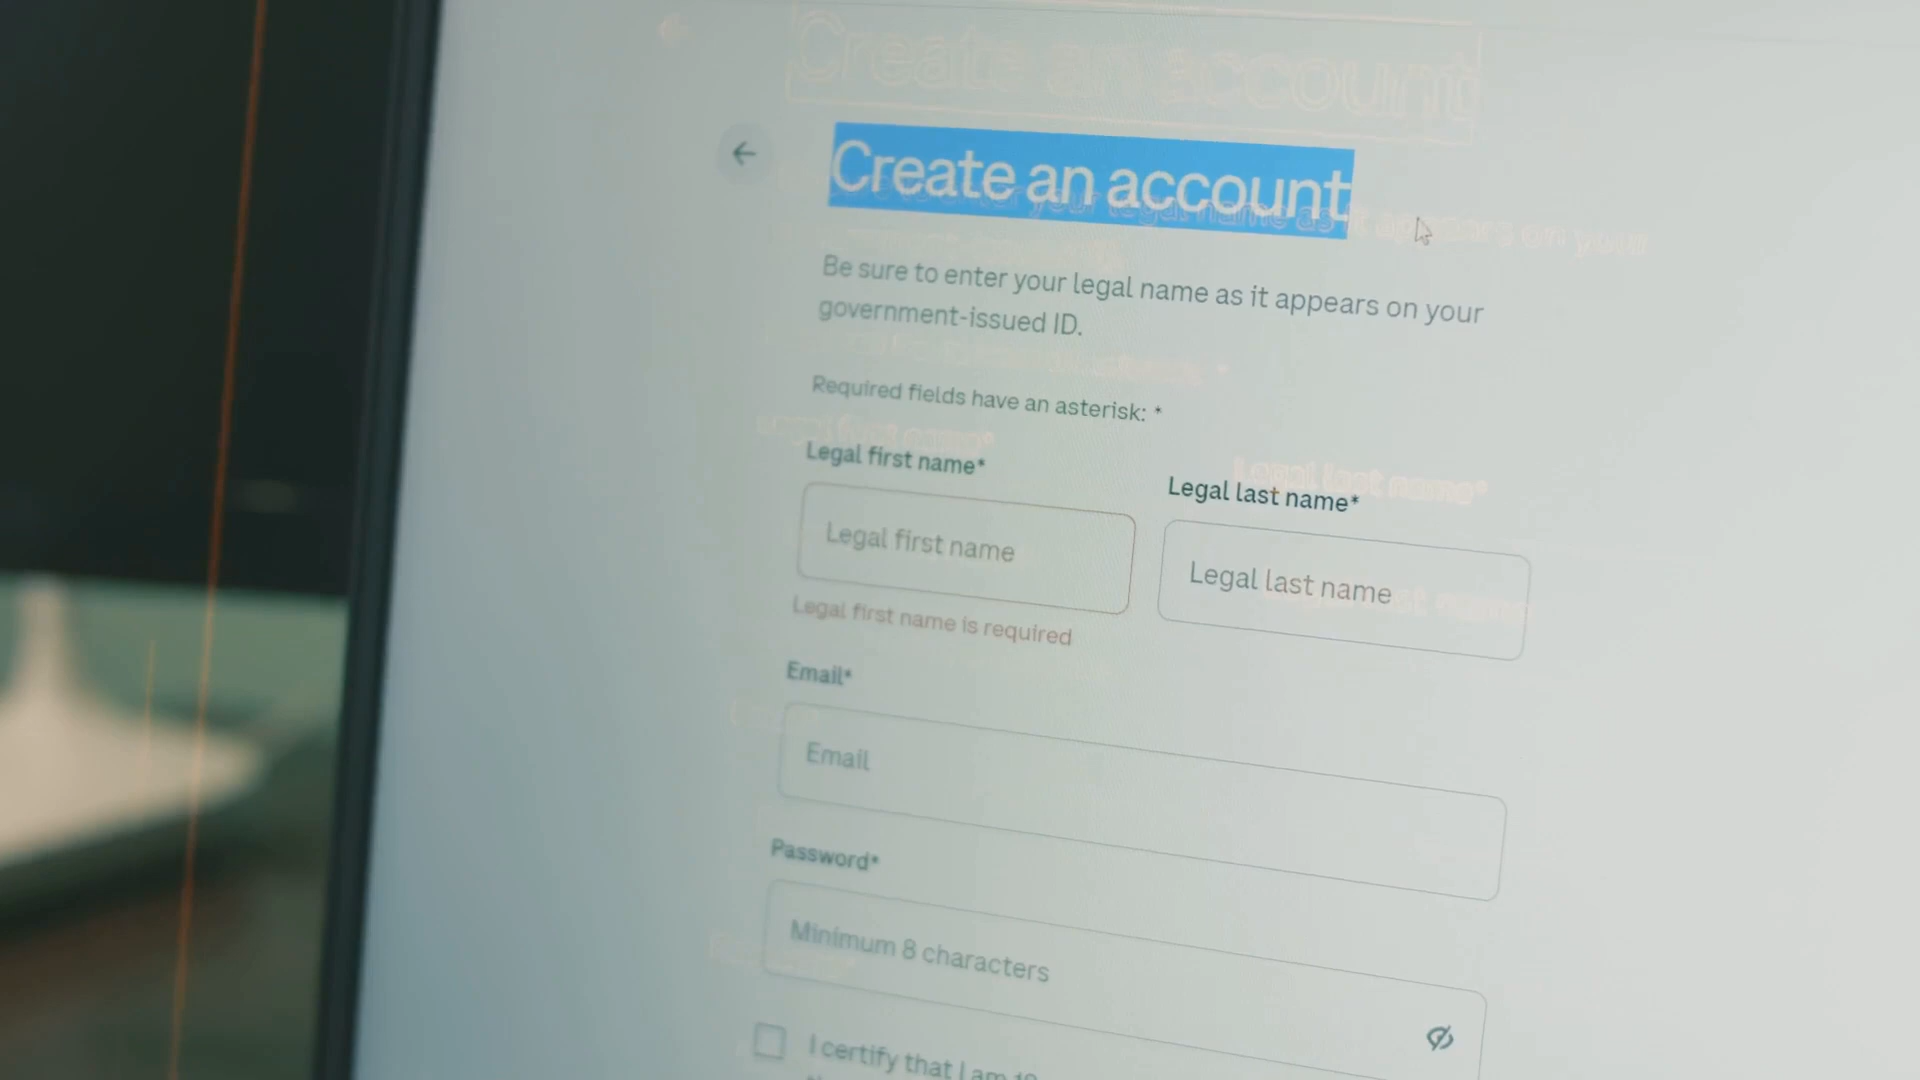 Create an account
Be sure to enter your legal name as it appears on your
government-issued ID.
Required fields have an asterisk: *
Legal first name*
Legal last name*
Legal first name
Legal last name
Legal first name is required
Email*
Email
Password*
Minimum 8 characters
I certify that I am